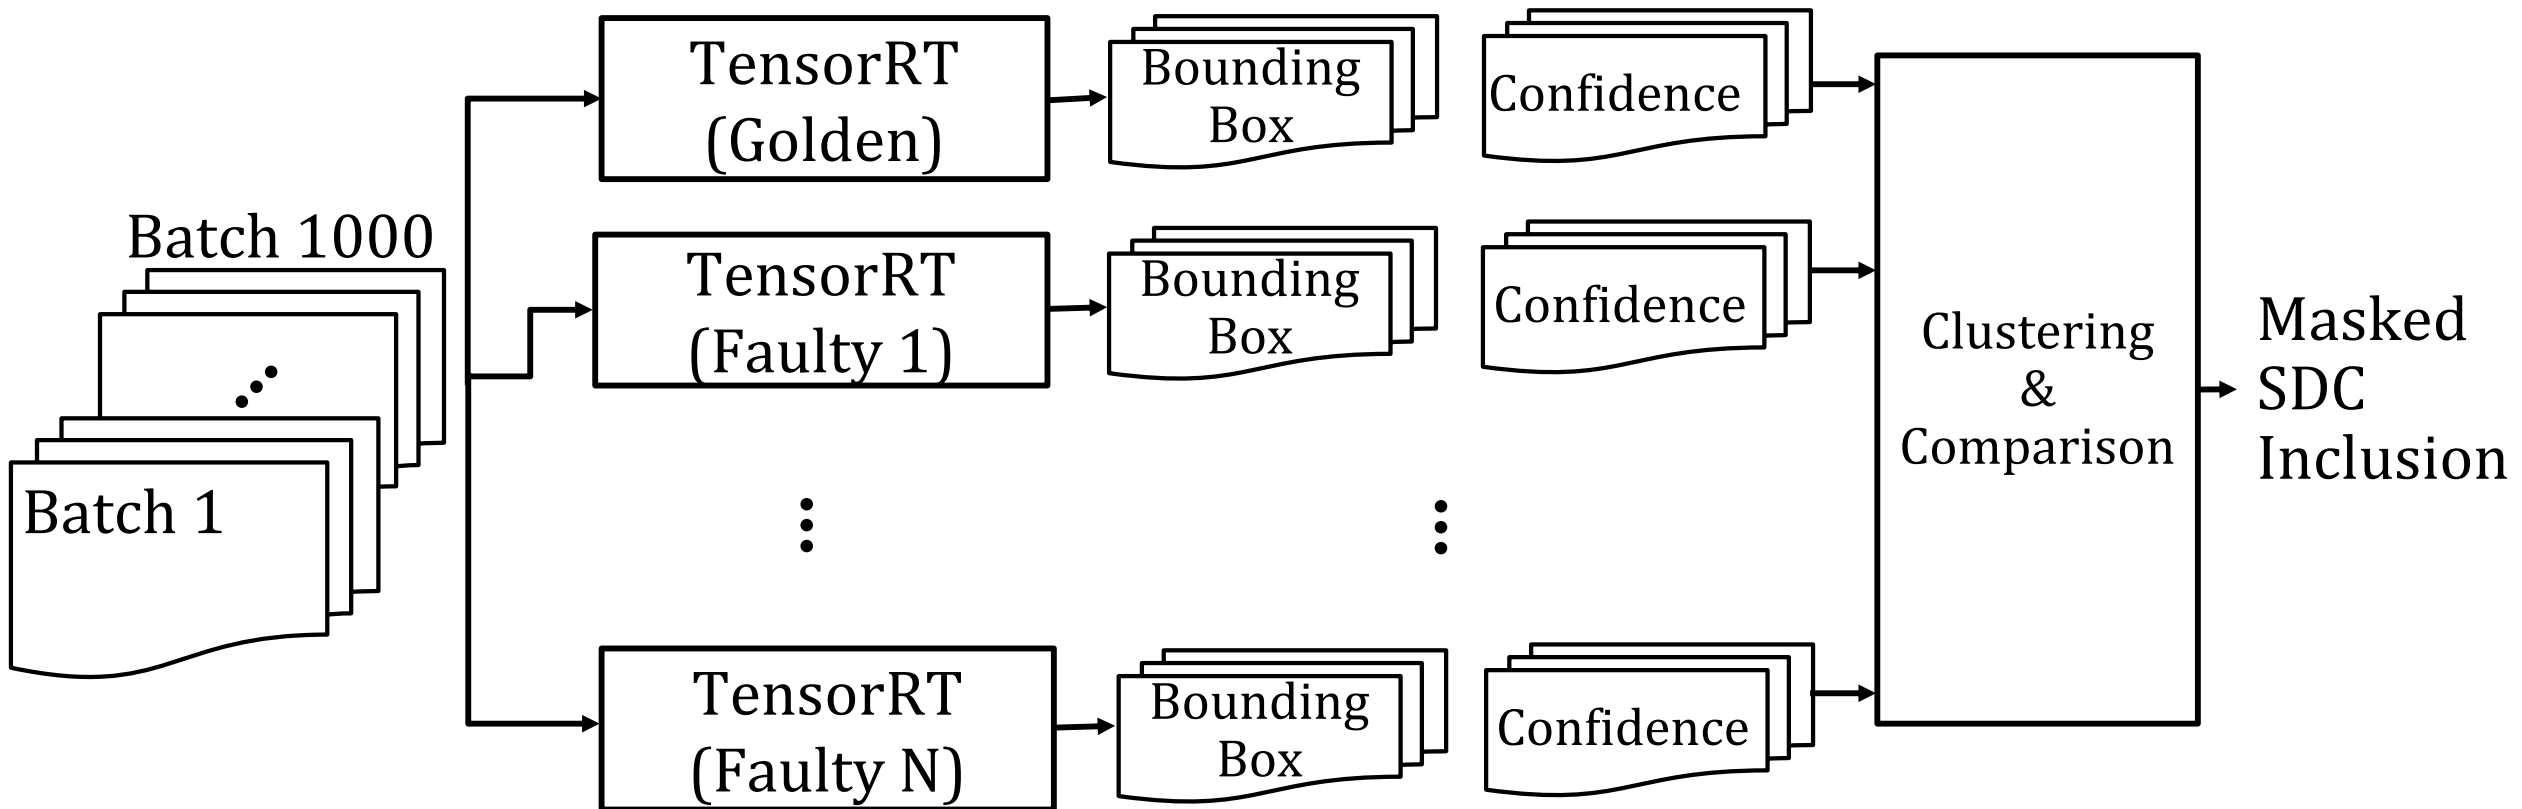 Batch 1000
Batch 1
TensorRT
(Golden)
Bounding
Box
Confidence
TensorRT
(Faulty 1)
Bounding
Box
Confidence
TensorRT
(Faulty N)
Bounding
Box
Confidence
Clustering
&
Comparison
Masked
SDC
Inclusion